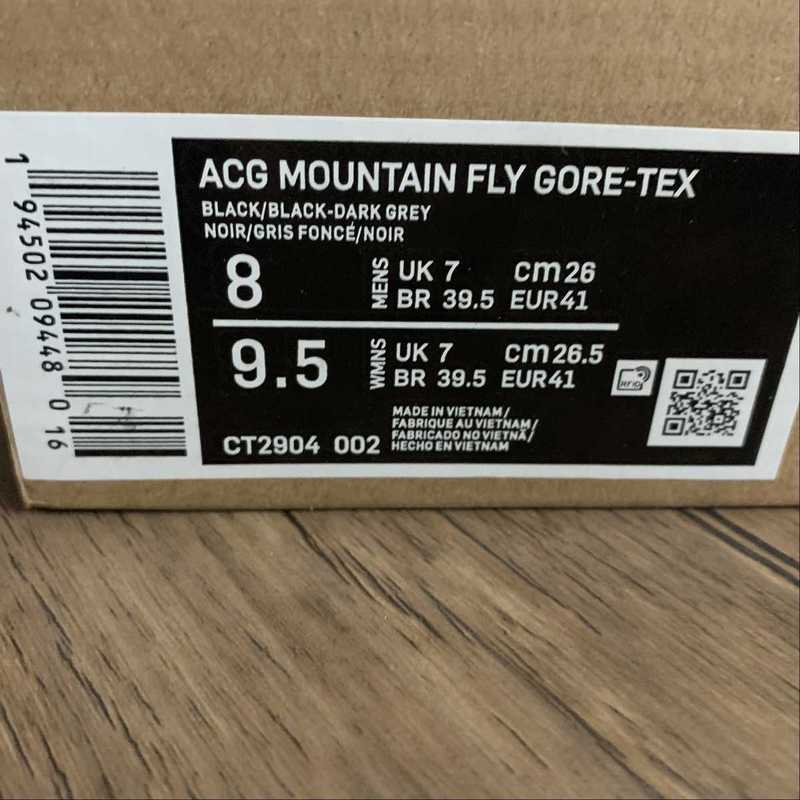 ACG MOUNTAIN FLY GORE-TEX
BLACK/BLACK-DARK GREY
NOIR/GRIS FONCÉ/NOIR
8 MENS UK 7 cm 26
BR 39.5 EUR41
9.5 WMNS UK 7 cm 26.5
BR 39.5 EUR41
RFID
CT2904 002
MADE IN VIETNAM/
FABRIQUE AU VIETNAM/
FABRICADO NO VIETNÃ/
HECHO EN VIETNAM
1 94502 09448 0 16